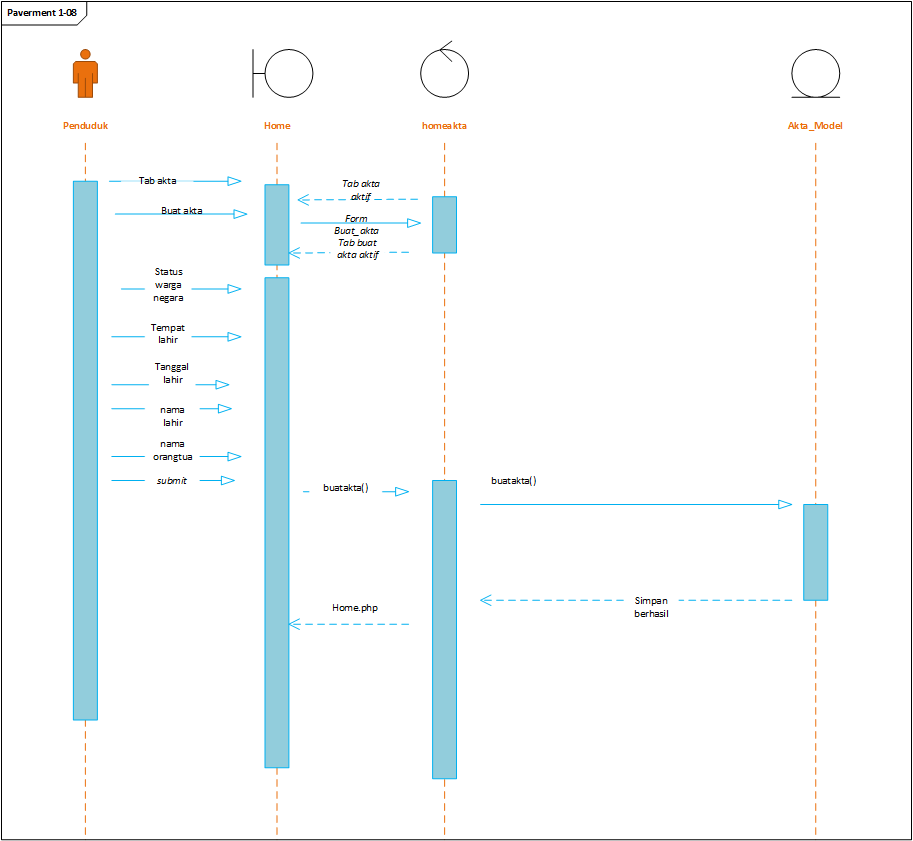 Paverment 1-08
Penduduk
Home
homeakta
Akta_Model
Tab akta
Tab akta
aktif
Buat akta
Form
Buat_akta
Tab buat
akta aktif
Status
warga
negara
Tempat
lahir
Tanggal
lahir
nama
lahir
nama
orangtua
submit
buatakta()
buatakta()
Simpan
berhasil
Home.php